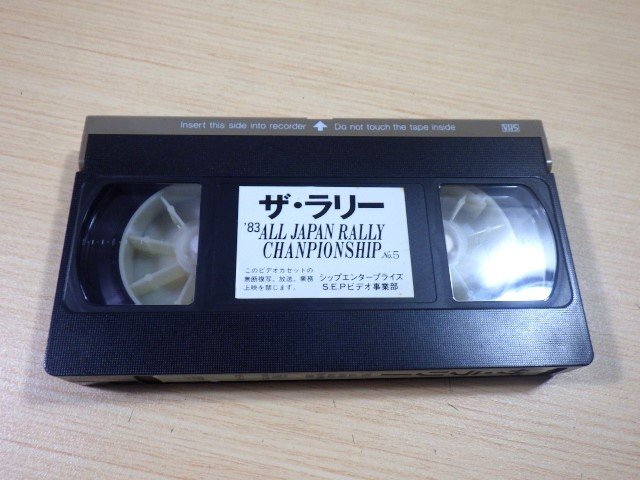 Insert this side into recorder ↑ Do not touch the tape inside VHS
ザ・ラリー
'83 ALL JAPAN RALLY
CHANPIONSHIP No.5
このビデオカセットの
無断複写、放送、業務
上映を禁じます。
シップエンタープライズ
S.E.Pビデオ事業部